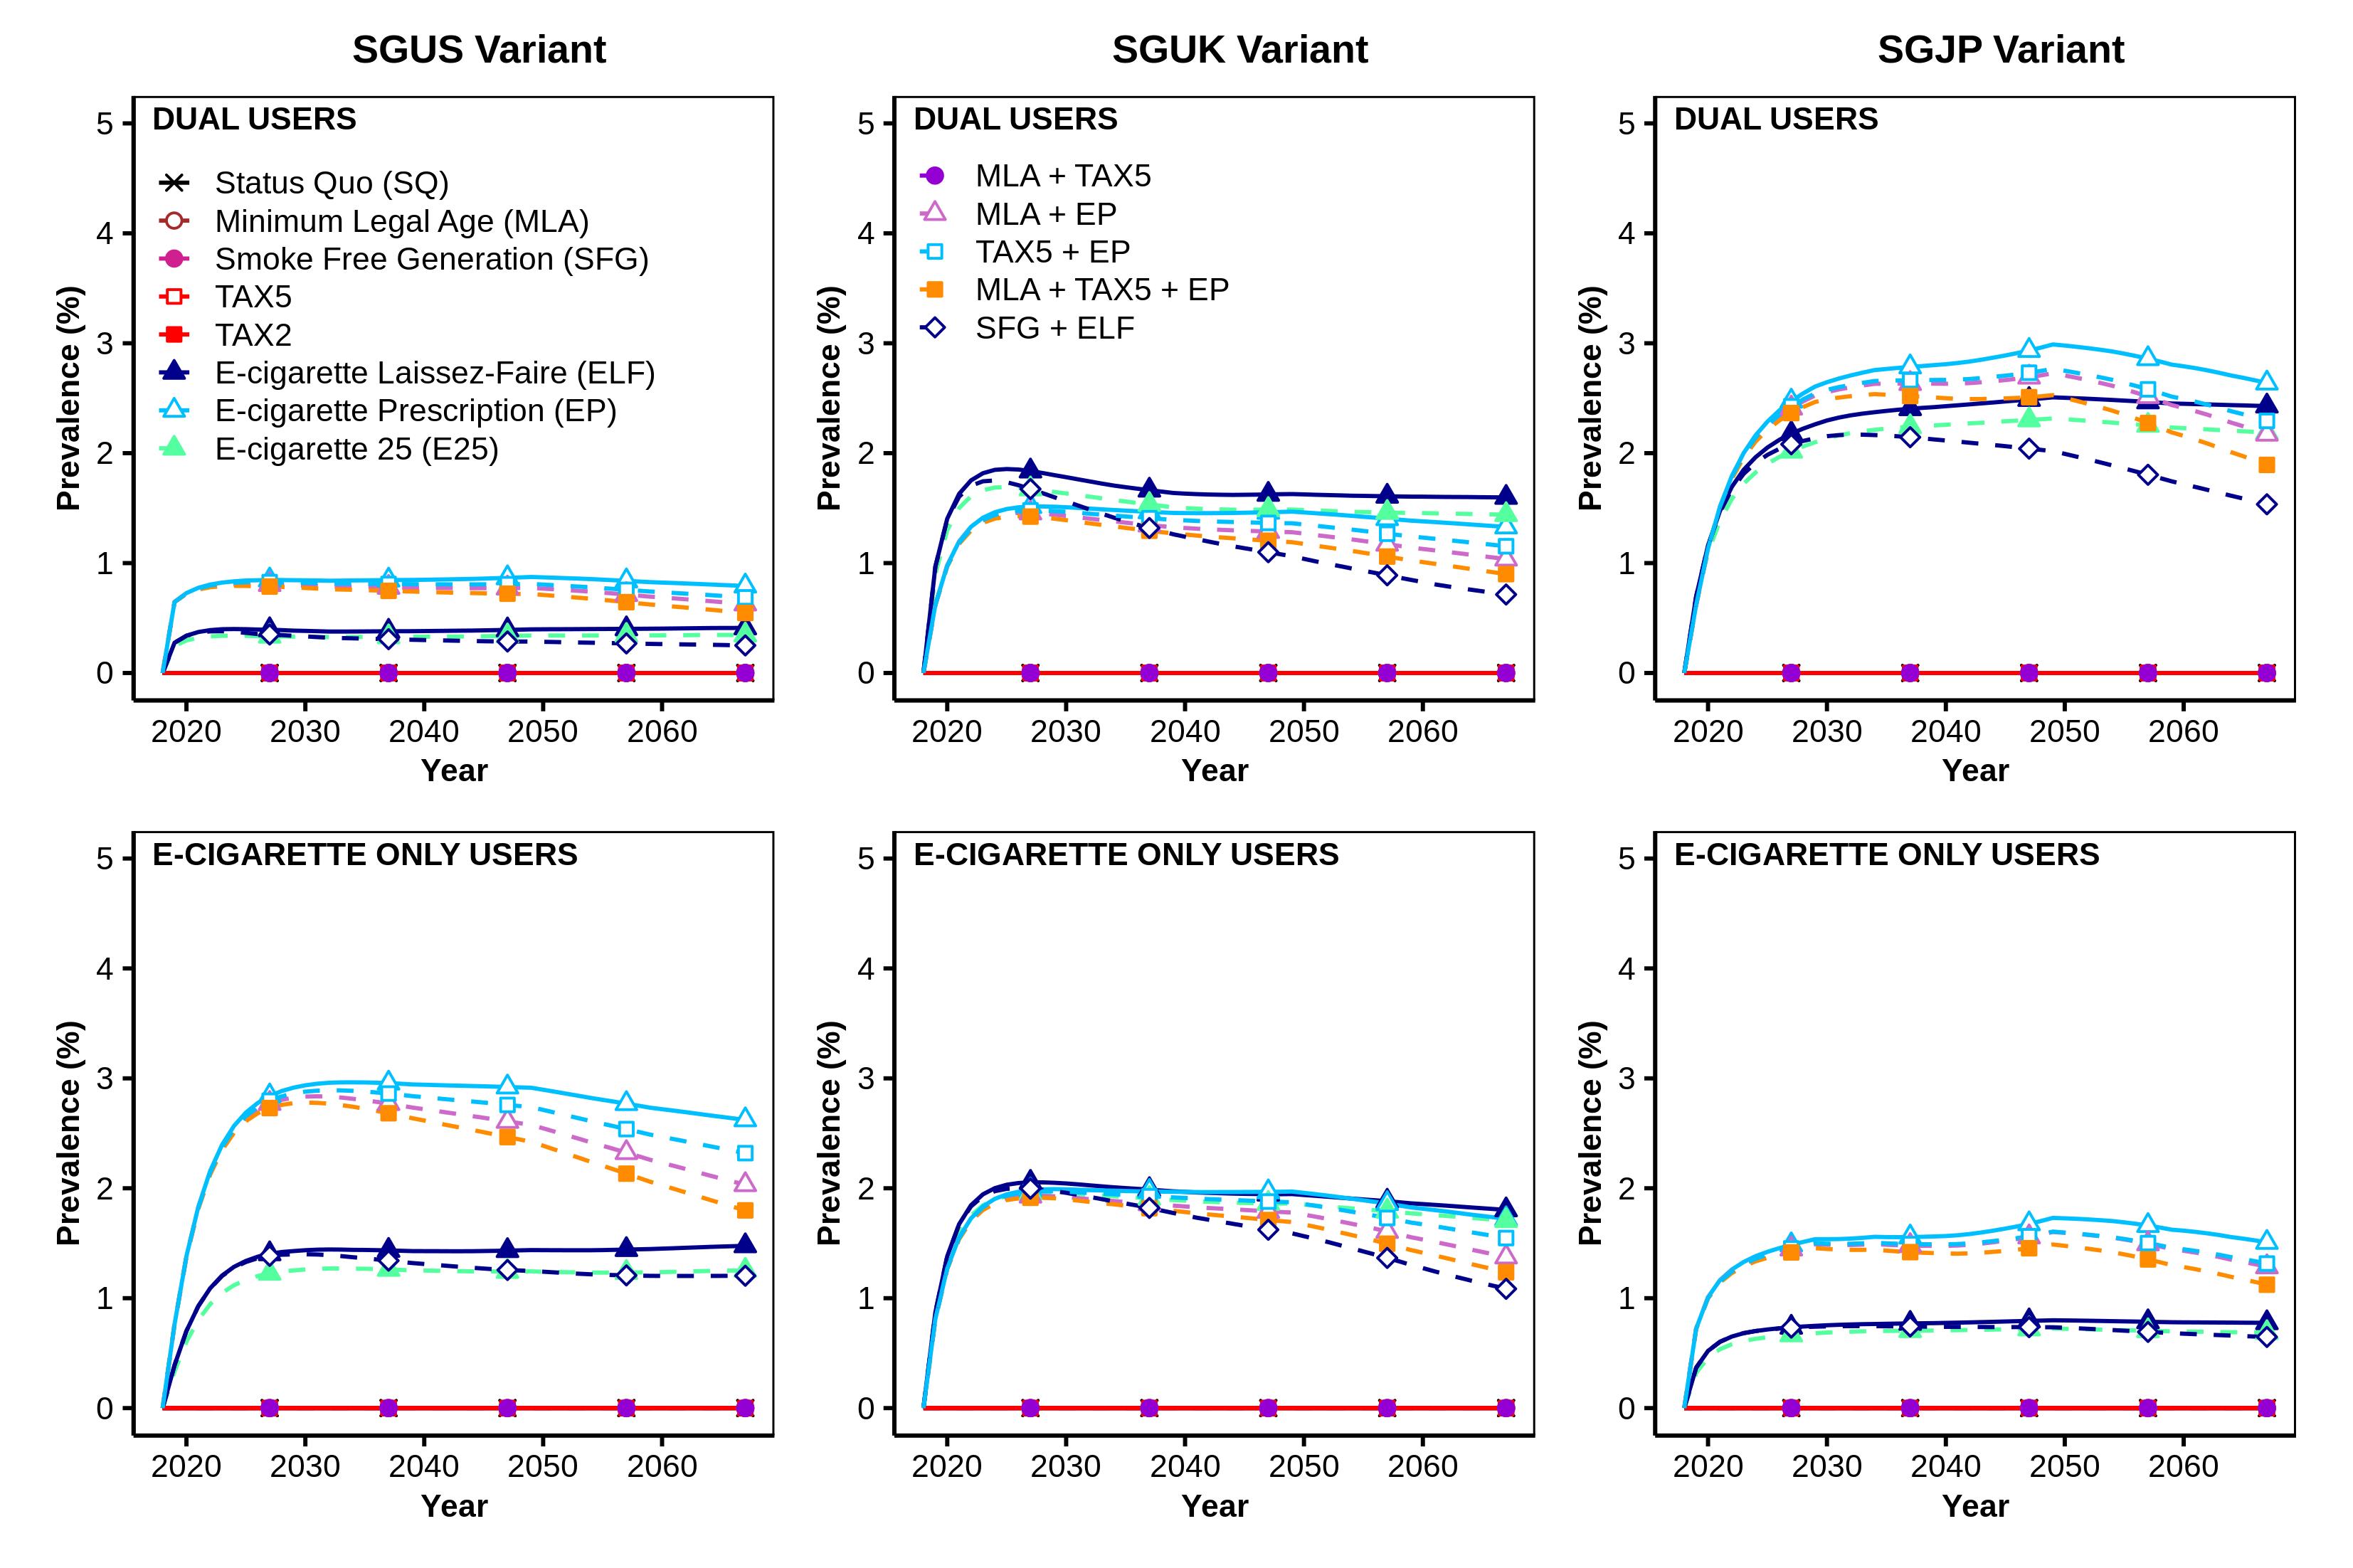 SGUS Variant
SGUK Variant
SGJP Variant
DUAL USERS
Status Quo (SQ)
Minimum Legal Age (MLA)
Smoke Free Generation (SFG)
TAX5
TAX2
E-cigarette Laissez-Faire (ELF)
E-cigarette Prescription (EP)
E-cigarette 25 (E25)
Prevalence (%)
5
4
3
2
1
0
2020 2030 2040 2050 2060
Year
DUAL USERS
MLA + TAX5
MLA + EP
TAX5 + EP
MLA + TAX5 + EP
SFG + ELF
Prevalence (%)
5
4
3
2
1
0
2020 2030 2040 2050 2060
Year
DUAL USERS
Prevalence (%)
5
4
3
2
1
0
2020 2030 2040 2050 2060
Year
E-CIGARETTE ONLY USERS
Prevalence (%)
5
4
3
2
1
0
2020 2030 2040 2050 2060
Year
E-CIGARETTE ONLY USERS
Prevalence (%)
5
4
3
2
1
0
2020 2030 2040 2050 2060
Year
E-CIGARETTE ONLY USERS
Prevalence (%)
5
4
3
2
1
0
2020 2030 2040 2050 2060
Year